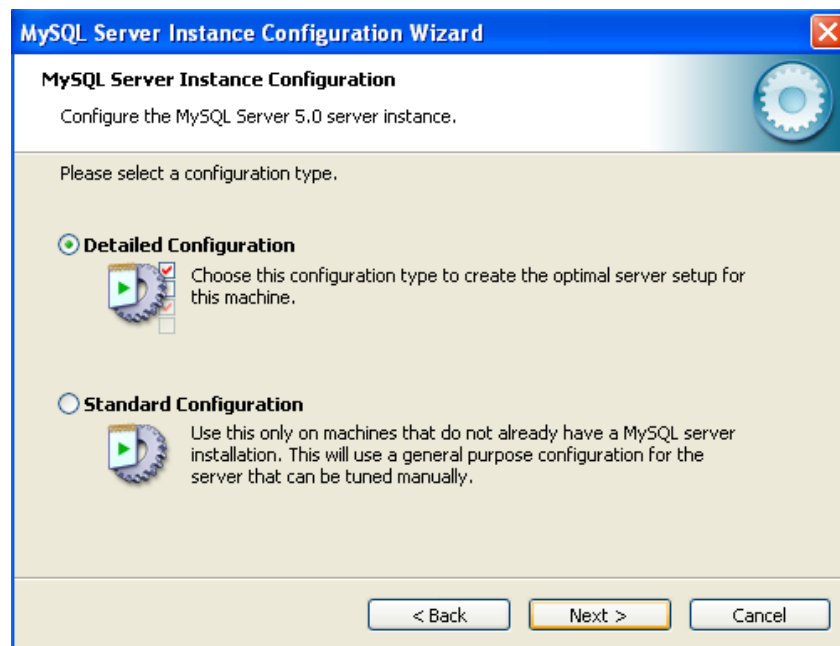 MySQL Server Instance Configuration Wizard
MySQL Server Instance Configuration
Configure the MySQL Server 5.0 server instance.
Please select a configuration type.
Detailed Configuration
Choose this configuration type to create the optimal server setup for
this machine.
Standard Configuration
Use this only on machines that do not already have a MySQL server
installation. This will use a general purpose configuration for the
server that can be tuned manually.
< Back
Next >
Cancel